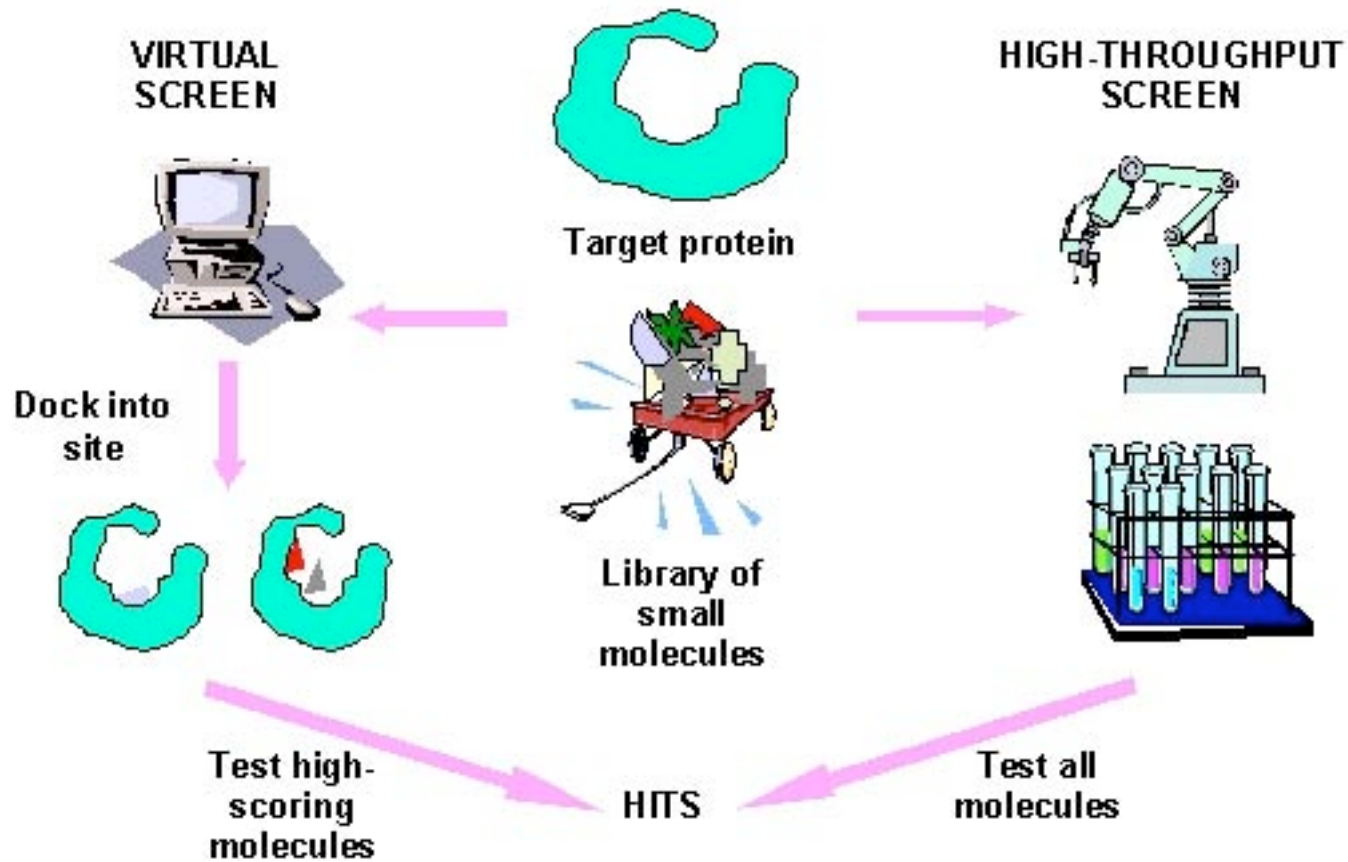 VIRTUAL
SCREEN
HIGH-THROUGHPUT
SCREEN
Target protein
Dock into
site
Library of
small
molecules
Test high-
scoring
molecules
HITS
Test all
molecules